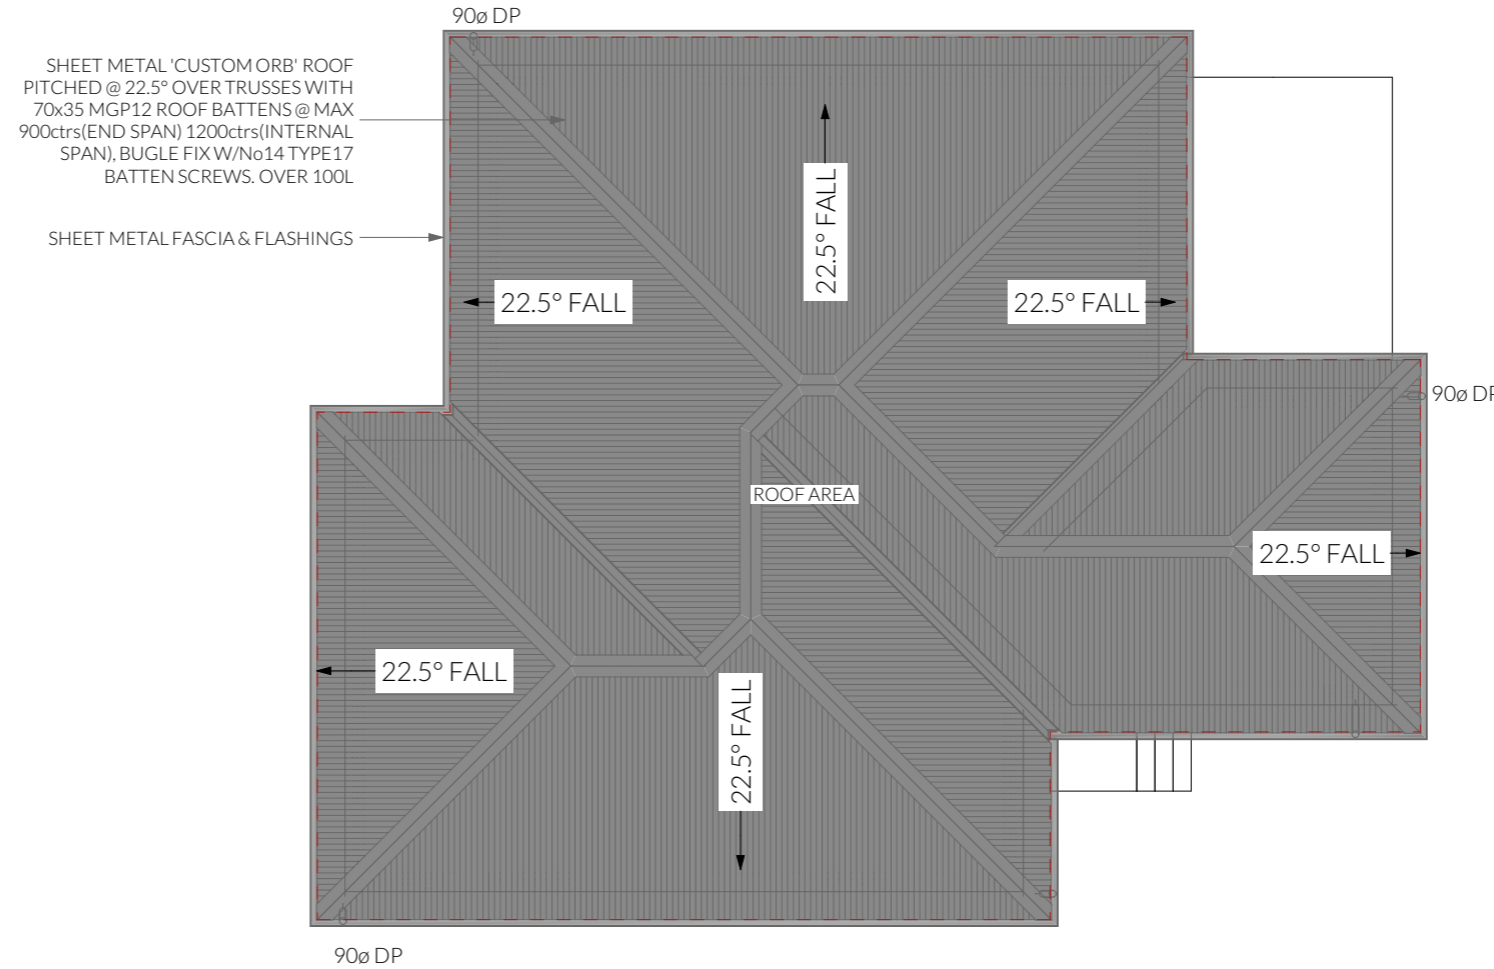 90ø DP
SHEET METAL 'CUSTOM ORB' ROOF
PITCHED @ 22.5° OVER TRUSSES WITH
70x35 MGP12 ROOF BATTENS @ MAX
900ctrs(END SPAN) 1200ctrs(INTERNAL
SPAN), BUGLE FIX W/No14 TYPE17
BATTEN SCREWS. OVER 100L
SHEET METAL FASCIA & FLASHINGS
22.5° FALL
22.5° FALL
22.5° FALL
90ø DP
ROOF AREA
22.5° FALL
22.5° FALL
22.5° FALL
90ø DP